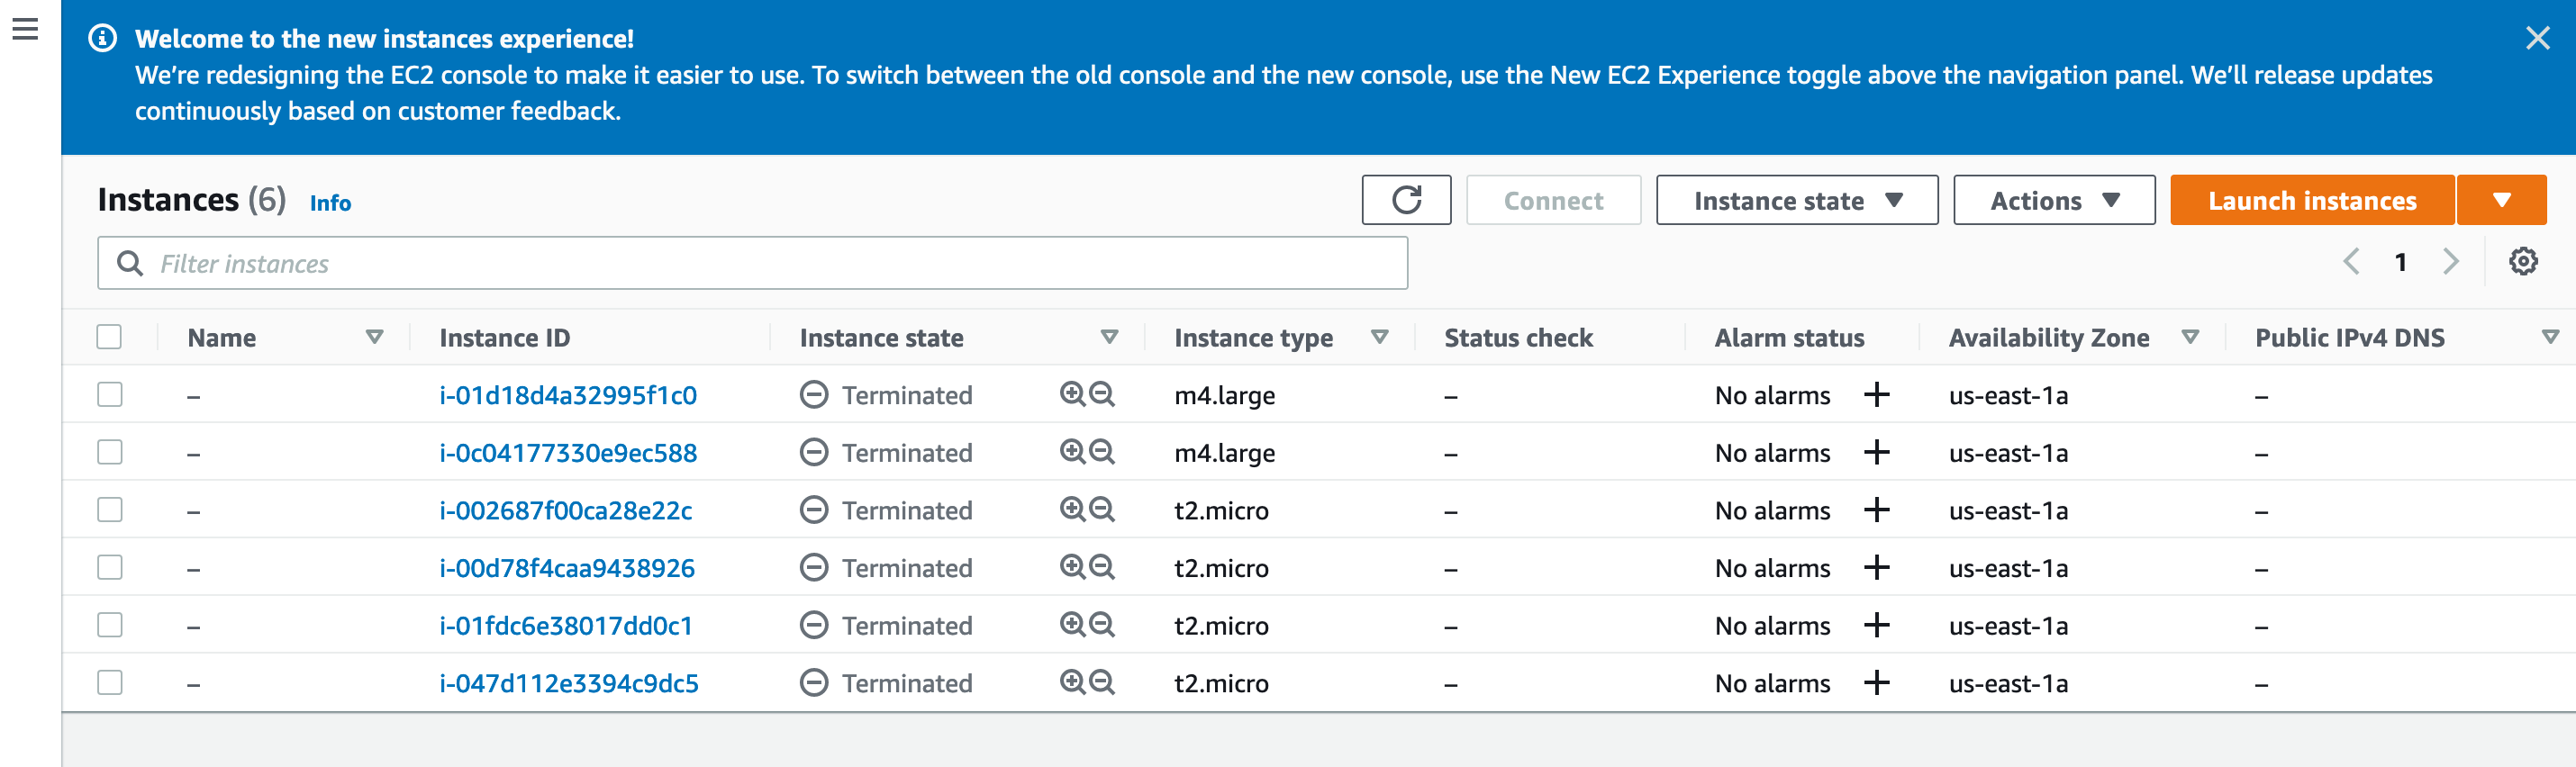 Welcome to the new instances experience!
We’re redesigning the EC2 console to make it easier to use. To switch between the old console and the new console, use the New EC2 Experience toggle above the navigation panel. We’ll release updates
continuously based on customer feedback.
Instances (6) Info
Connect Instance state Actions Launch instances
Filter instances
1
Name Instance ID Instance state Instance type Status check Alarm status Availability Zone Public IPv4 DNS
– i-01d18d4a32995f1c0 Terminated m4.large – No alarms us-east-1a –
– i-0c04177330e9ec588 Terminated m4.large – No alarms us-east-1a –
– i-002687f00ca28e22c Terminated t2.micro – No alarms us-east-1a –
– i-00d78f4caa9438926 Terminated t2.micro – No alarms us-east-1a –
– i-01fdc6e38017dd0c1 Terminated t2.micro – No alarms us-east-1a –
– i-047d112e3394c9dc5 Terminated t2.micro – No alarms us-east-1a –